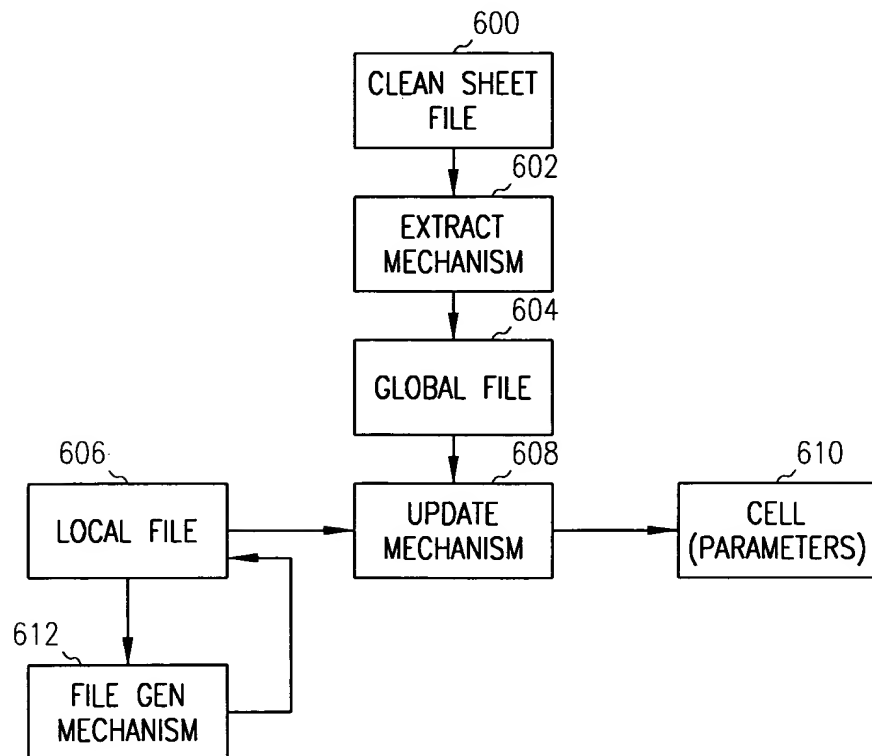 600
CLEAN SHEET
FILE
602
EXTRACT
MECHANISM
604
GLOBAL FILE
606
LOCAL FILE
608
UPDATE
MECHANISM
610
CELL
(PARAMETERS)
612
FILE GEN
MECHANISM